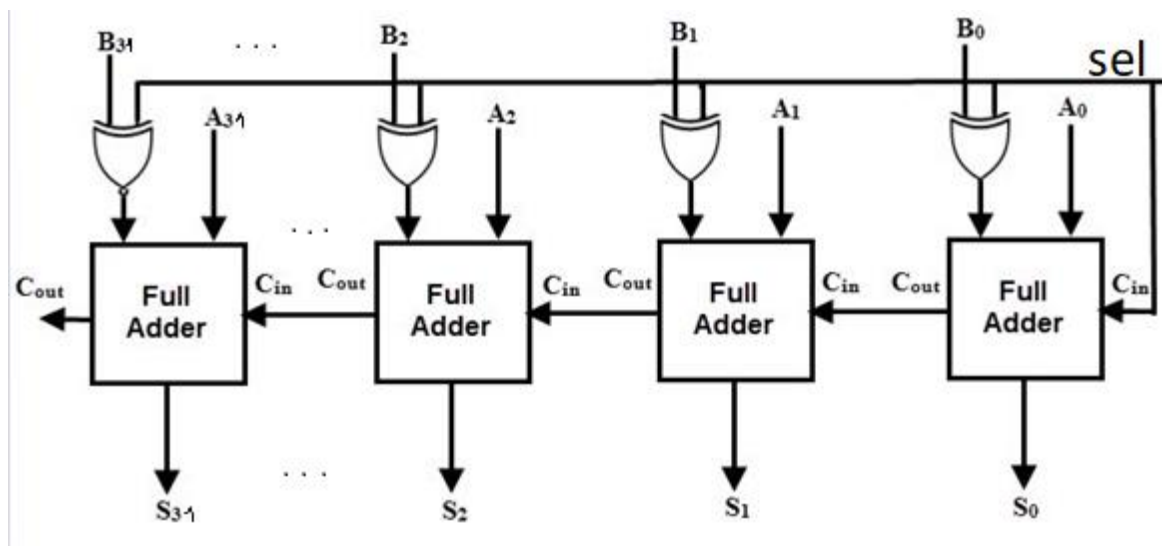 B31 . . . B2 B1 B0 sel
A31 A2 A1 A0
. . .
Cout Full Adder Cin Cout Full Adder Cin Cout Full Adder Cin Cout Full Adder Cin
. . .
S31 S2 S1 S0